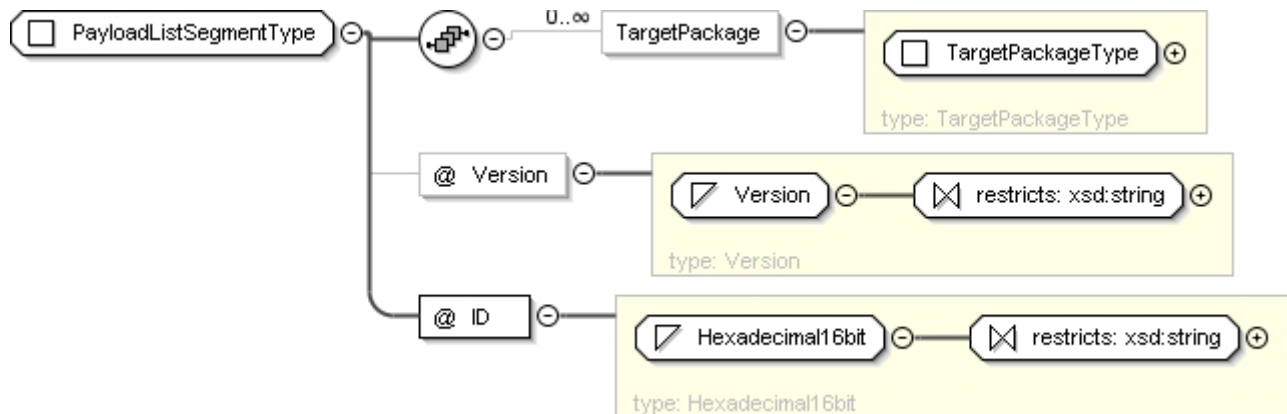 PayloadListSegmentType
0..∞
TargetPackage
TargetPackageType
type: TargetPackageType
@ Version
Version
restricts: xsd:string
type: Version
@ ID
Hexadecimal16bit
restricts: xsd:string
type: Hexadecimal16bit